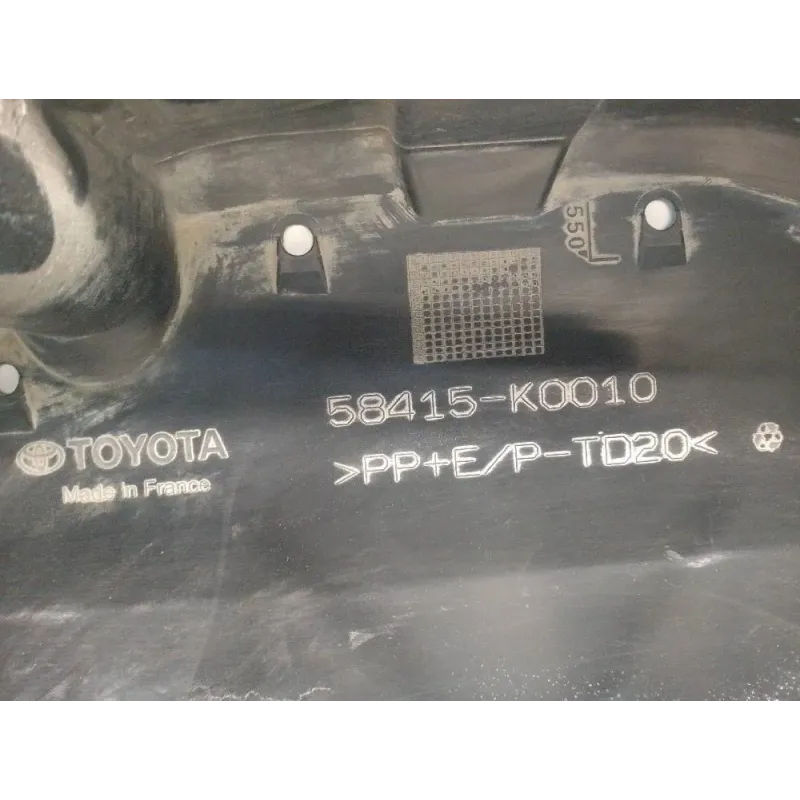 550
58415-K0010
TOYOTA
>PP+E/P-TD20<
Made in France